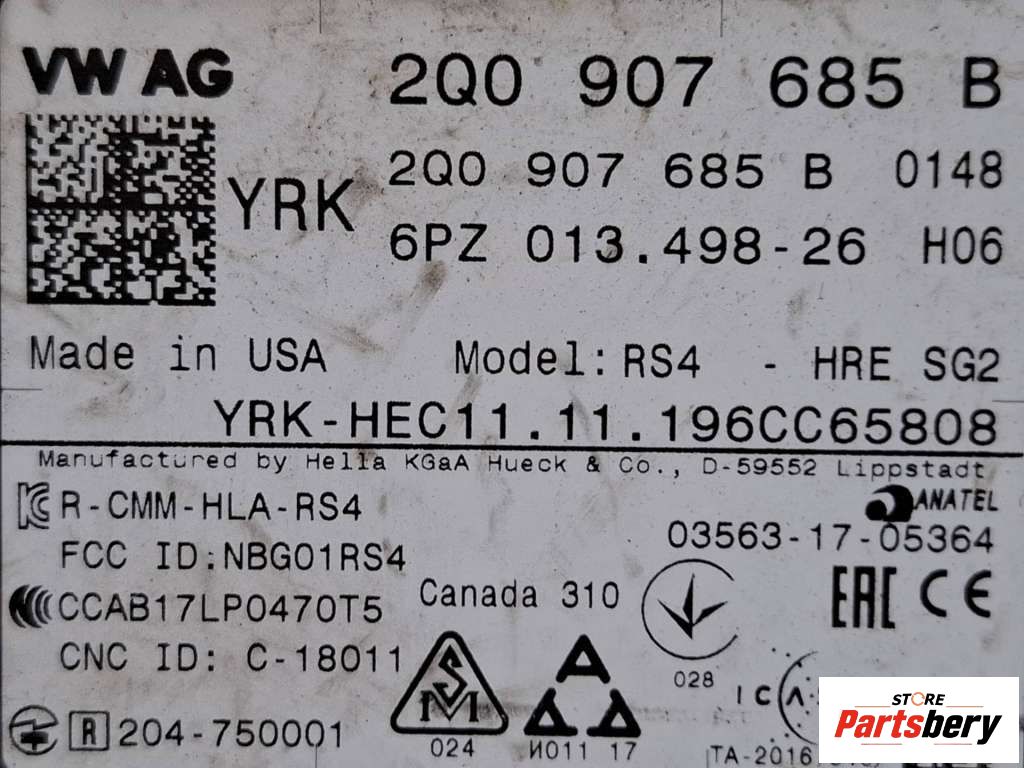 VW AG
2Q0 907 685 B
YRK
2Q0 907 685 B 0148
6PZ 013.498-26 H06
Made in USA Model: RS4 - HRE SG2
YRK-HEC11.11.196CC65808
Manufactured by Hella KGaA Hueck & Co., D-59552 Lippstadt
R-CMM-HLA-RS4
ANATEL
03563-17-05364
FCC ID:NBG01RS4
CCAB17LP0470T5
Canada 310
EAC CE
CNC ID: C-18011
028
SM
024
И011 17
R 204-750001
TA-2016
STORE
Partsbery